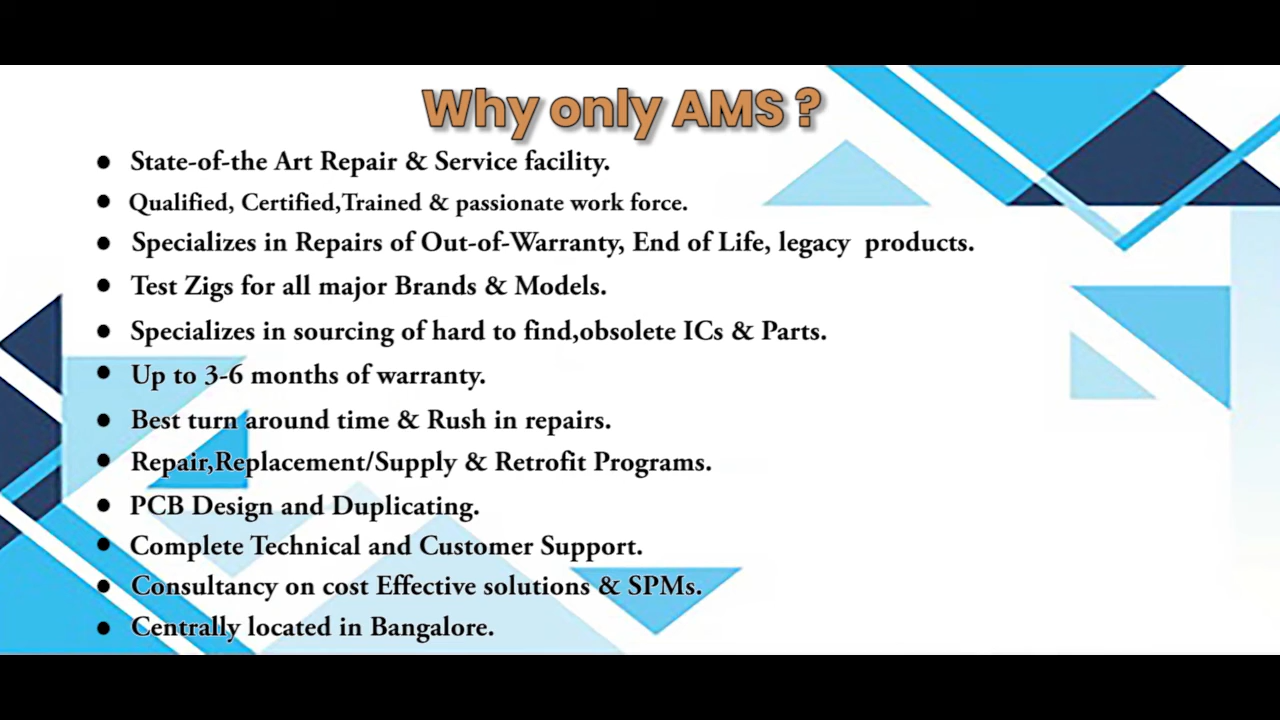 Why only AMS ?
• State-of-the Art Repair & Service facility.
• Qualified, Certified,Trained & passionate work force.
• Specializes in Repairs of Out-of-Warranty, End of Life, legacy  products.
• Test Zigs for all major Brands & Models.
• Specializes in sourcing of hard to find,obsolete ICs & Parts.
• Up to 3-6 months of warranty.
• Best turn around time & Rush in repairs.
• Repair,Replacement/Supply & Retrofit Programs.
• PCB Design and Duplicating.
• Complete Technical and Customer Support.
• Consultancy on cost Effective solutions & SPMs.
• Centrally located in Bangalore.